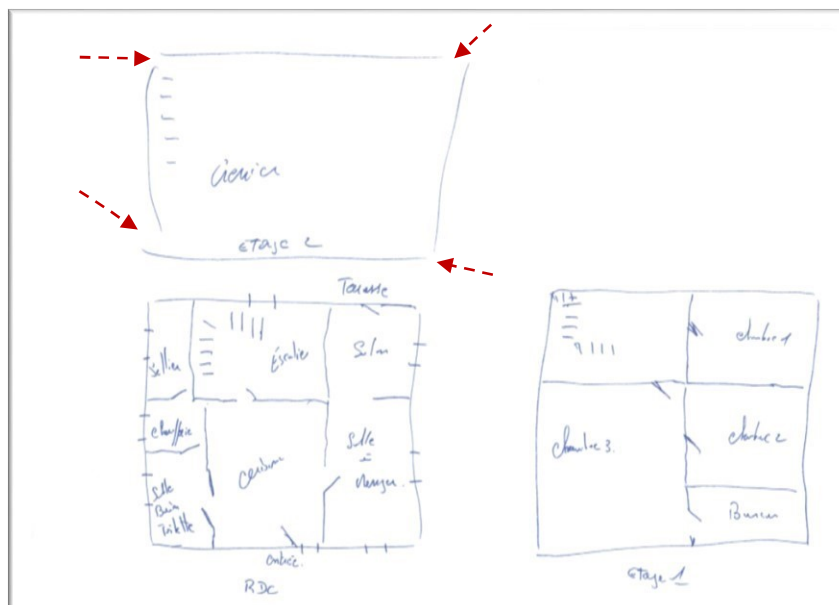 Grenier
etage 2
Terrasse
Sellier
Escalier
Salon
Chambre 1
Chaufferie
Cuisine
Salle
à
Manger.
Chambre 3.
Chambre 2
Salle
Bain
Toilette
Bureau
entrée.
RDC
etage 1